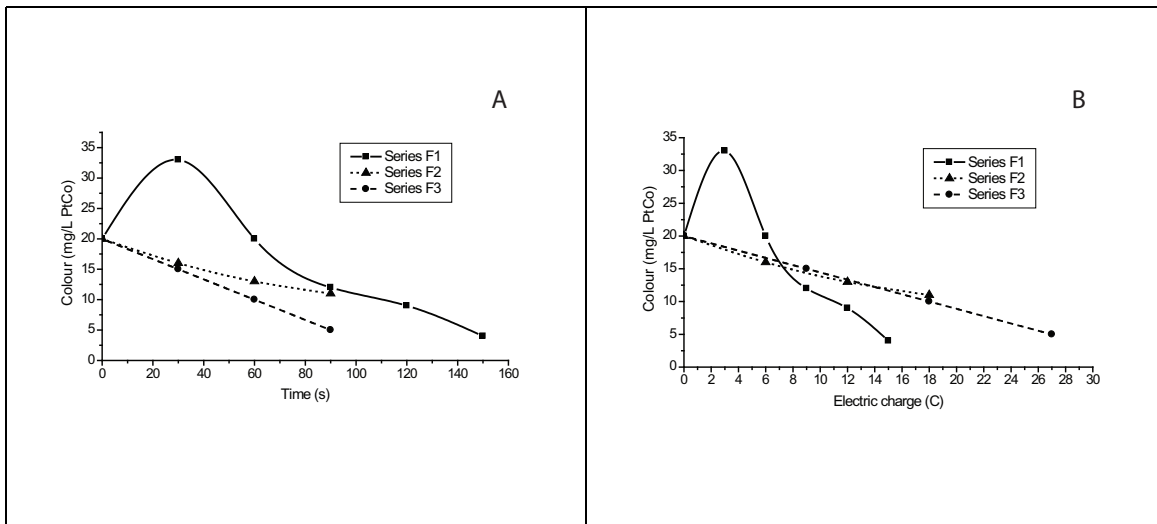 A
Colour (mg/L PtCo)
35
30
25
20
15
10
5
0
Series F1
Series F2
Series F3
0 20 40 60 80 100 120 140 160
Time (s)
B
Colour (mg/L PtCo)
35
30
25
20
15
10
5
0
Series F1
Series F2
Series F3
0 2 4 6 8 10 12 14 16 18 20 22 24 26 28 30
Electric charge (C)